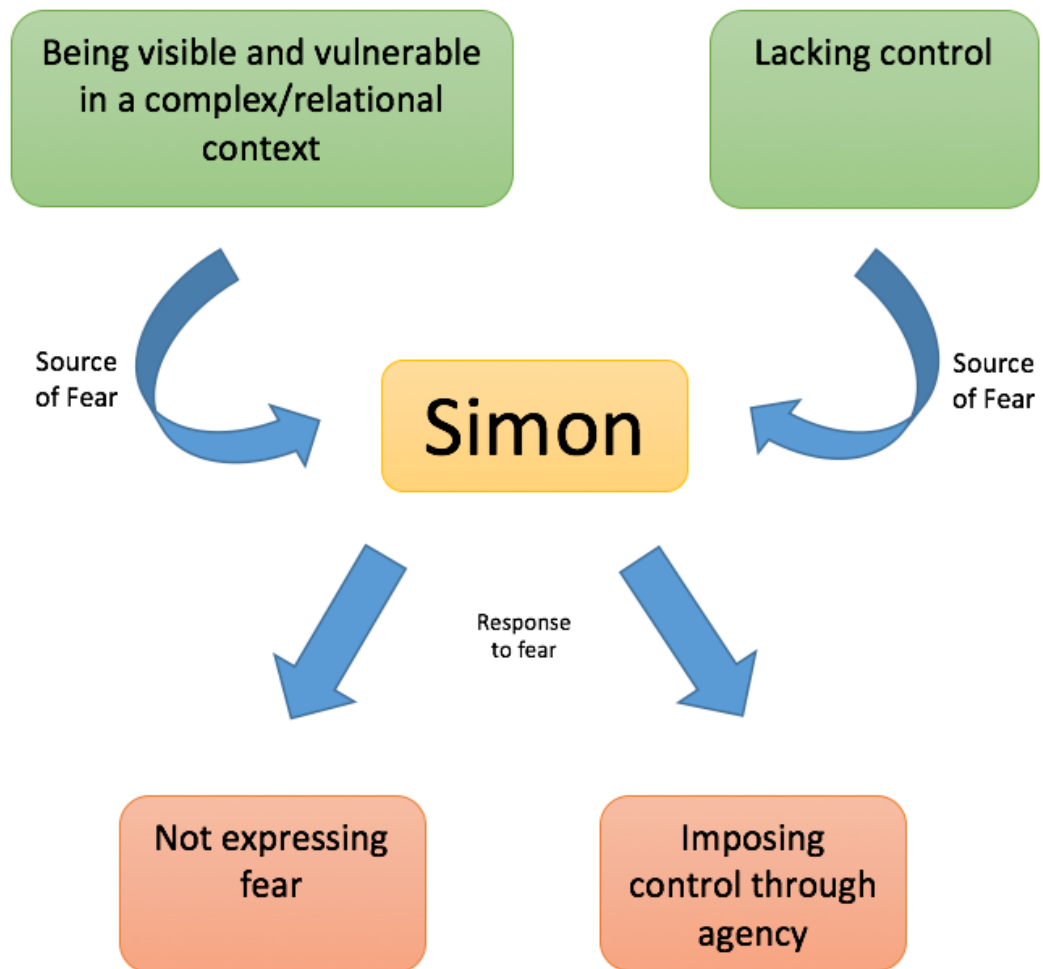 Being visible and vulnerable
in a complex/relational
context
Lacking control
Source
of Fear
Simon
Source
of Fear
Response
to fear
Not expressing
fear
Imposing
control through
agency